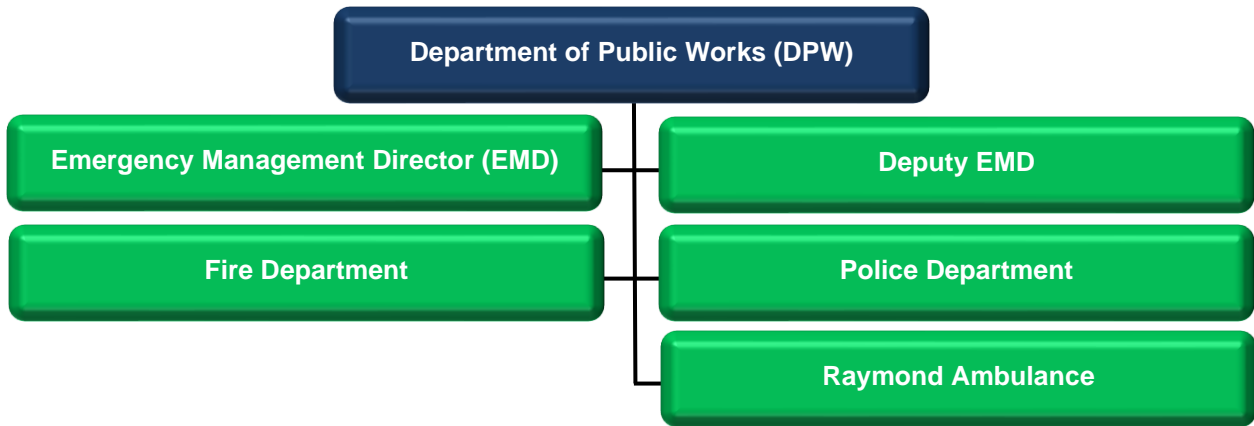 Department of Public Works (DPW)
Emergency Management Director (EMD)
Deputy EMD
Fire Department
Police Department
Raymond Ambulance